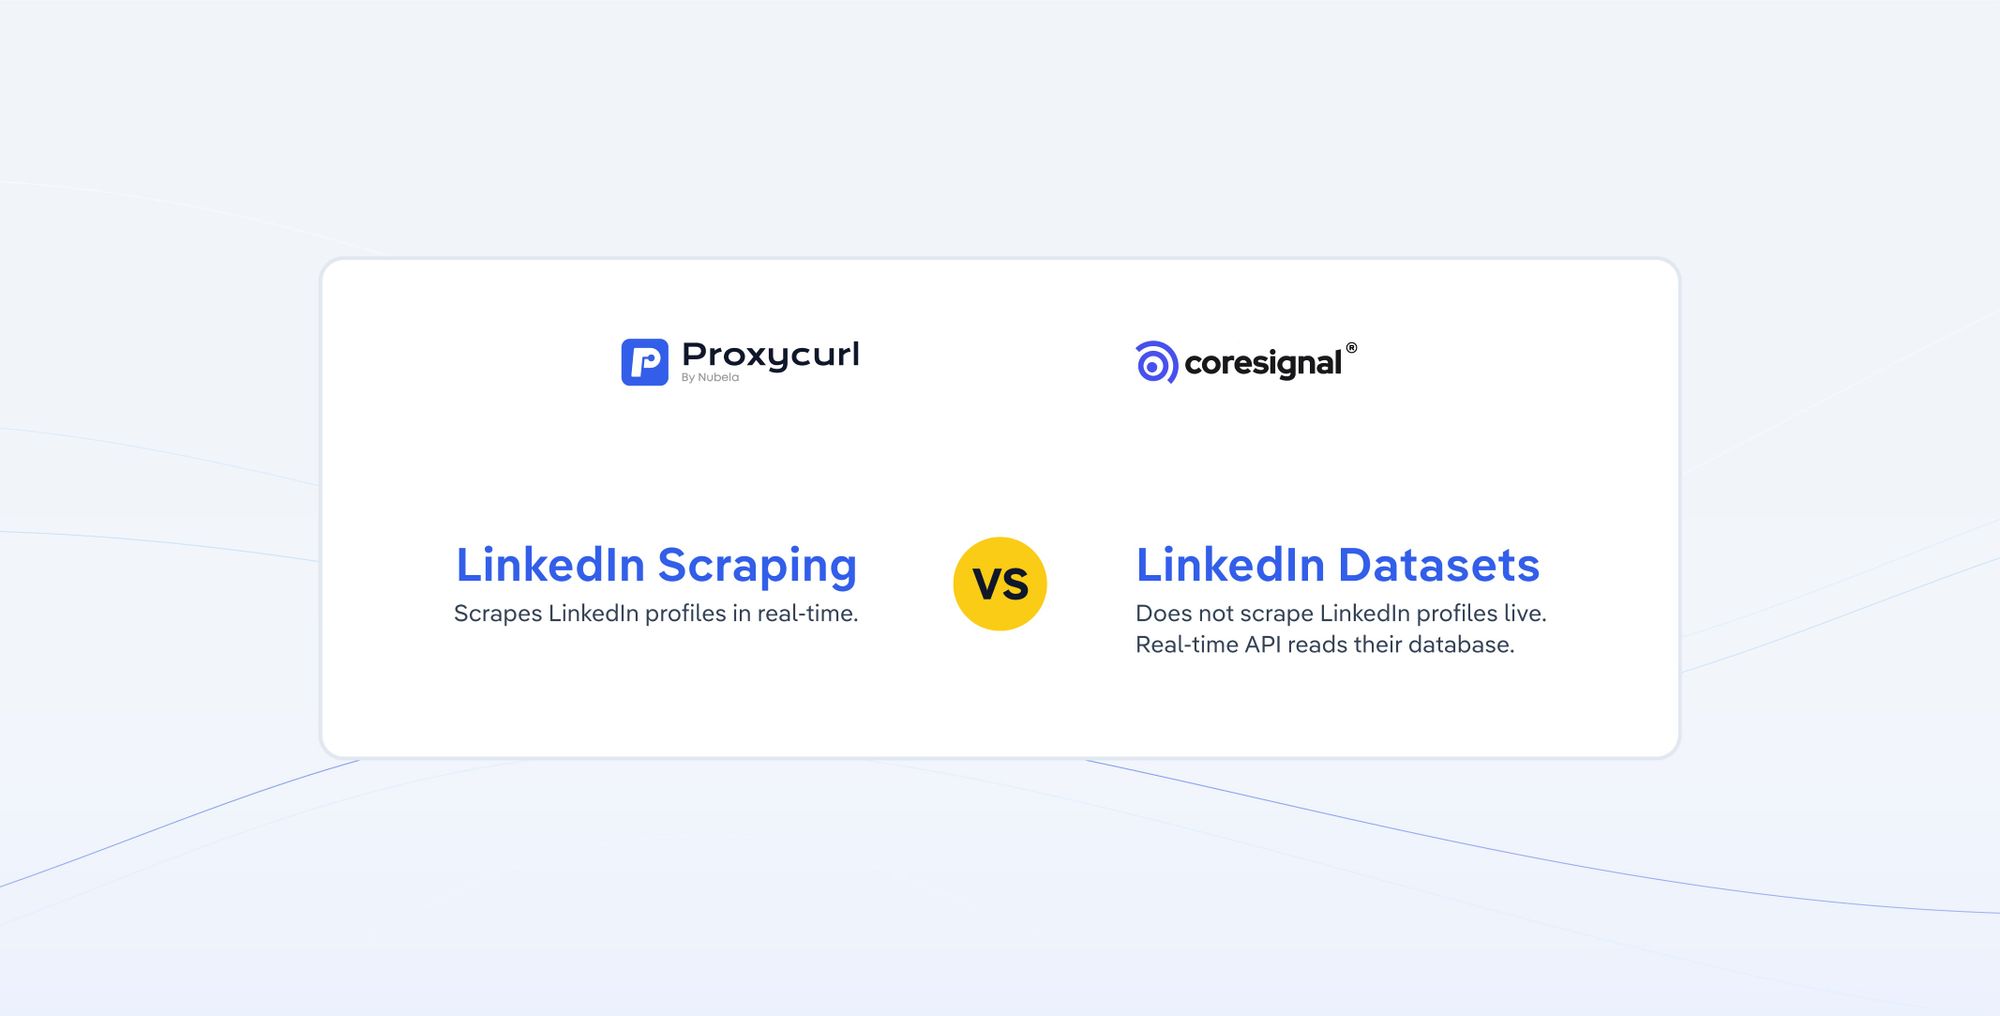 Proxycurl
By Nubela
coresignal®
LinkedIn Scraping
Scrapes LinkedIn profiles in real-time.
VS
LinkedIn Datasets
Does not scrape LinkedIn profiles live.
Real-time API reads their database.